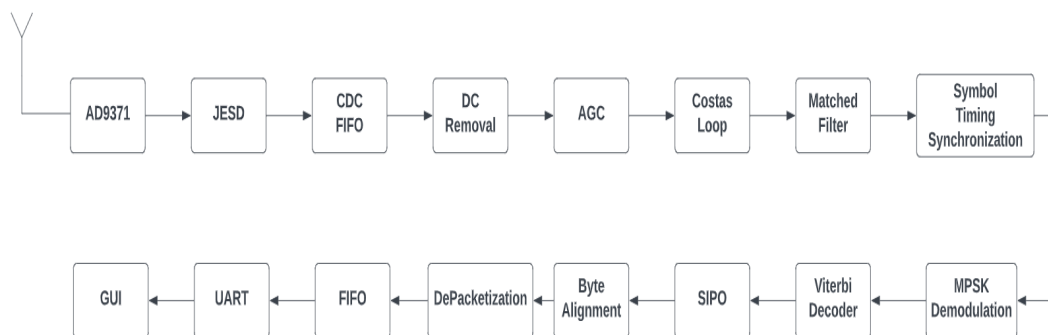 AD9371
JESD
CDC
FIFO
DC
Removal
AGC
Costas
Loop
Matched
Filter
Symbol
Timing
Synchronization
GUI
UART
FIFO
DePacketization
Byte
Alignment
SIPO
Viterbi
Decoder
MPSK
Demodulation